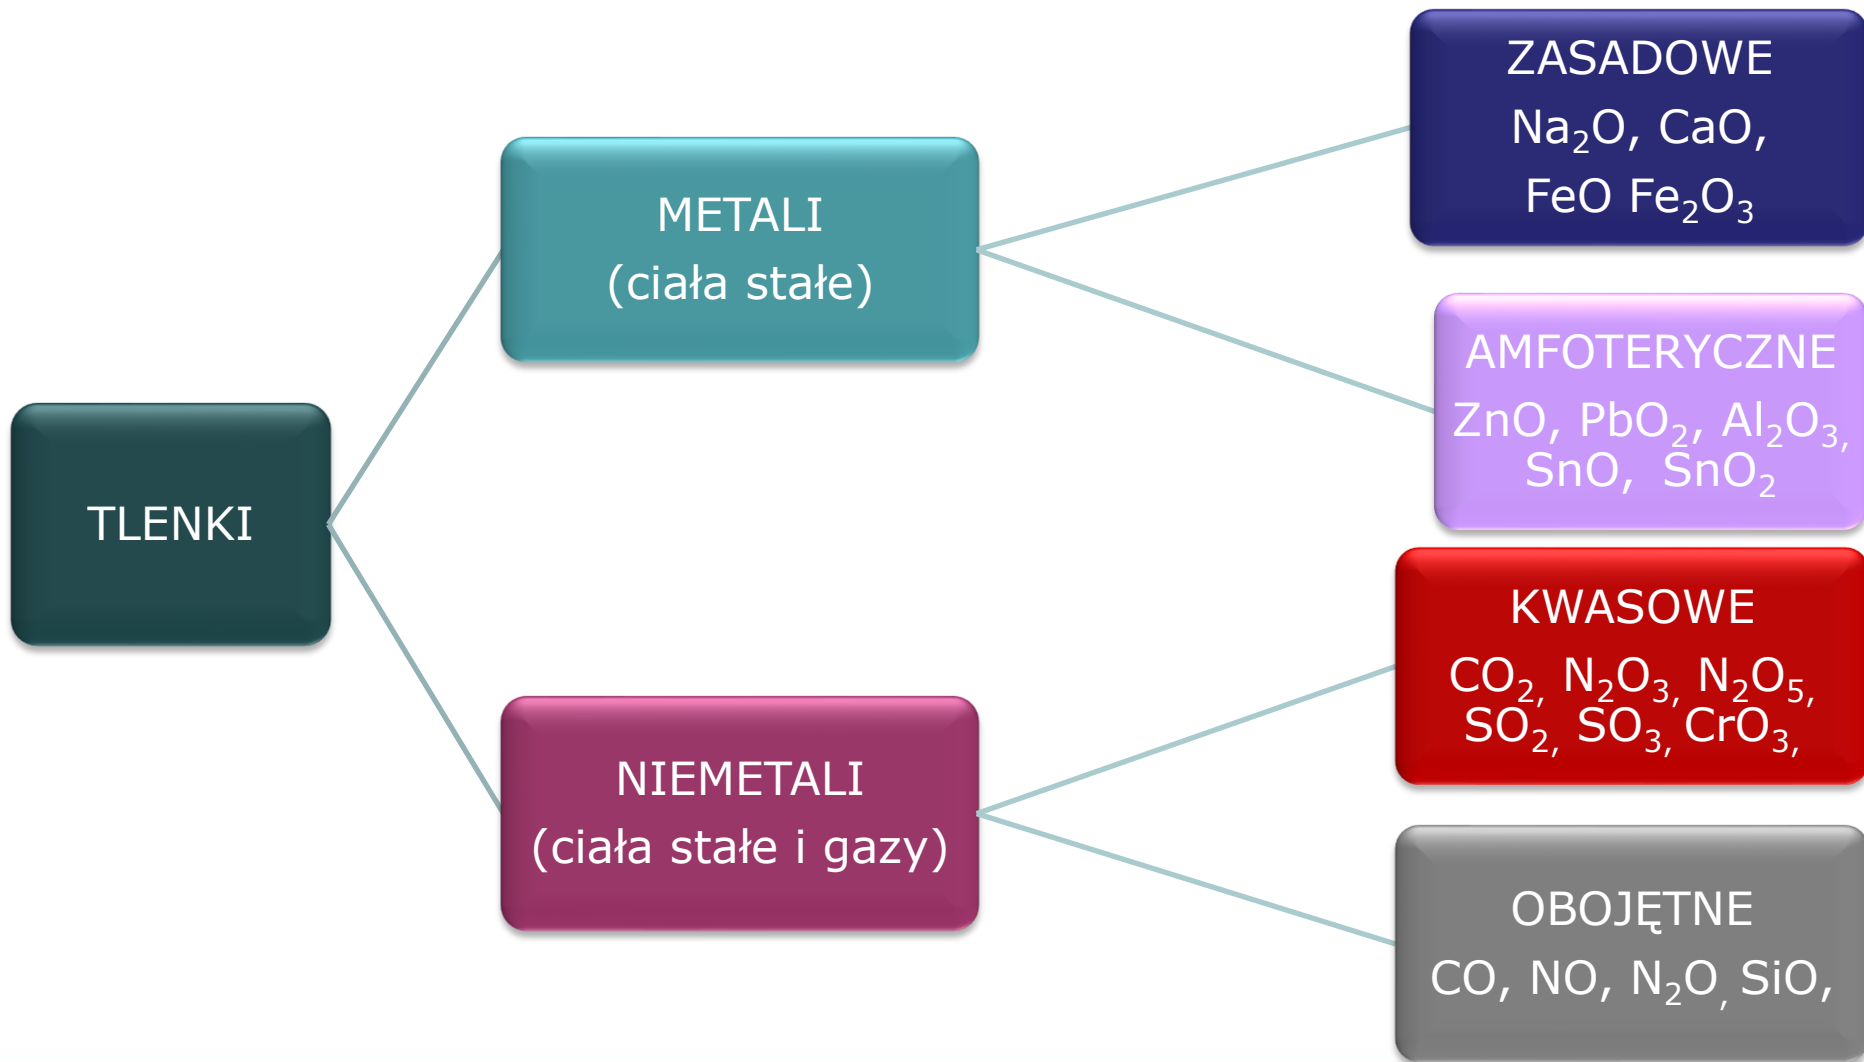 TLENKI
METALI
(ciała stałe)
NIEMETALI
(ciała stałe i gazy)
ZASADOWE
Na₂O, CaO,
FeO Fe₂O₃
AMFOTERYCZNE
ZnO, PbO₂, Al₂O₃,
SnO, SnO₂
KWASOWE
CO₂, N₂O₃, N₂O₅,
SO₂, SO₃, CrO₃,
OBOJĘTNE
CO, NO, N₂O, SiO,